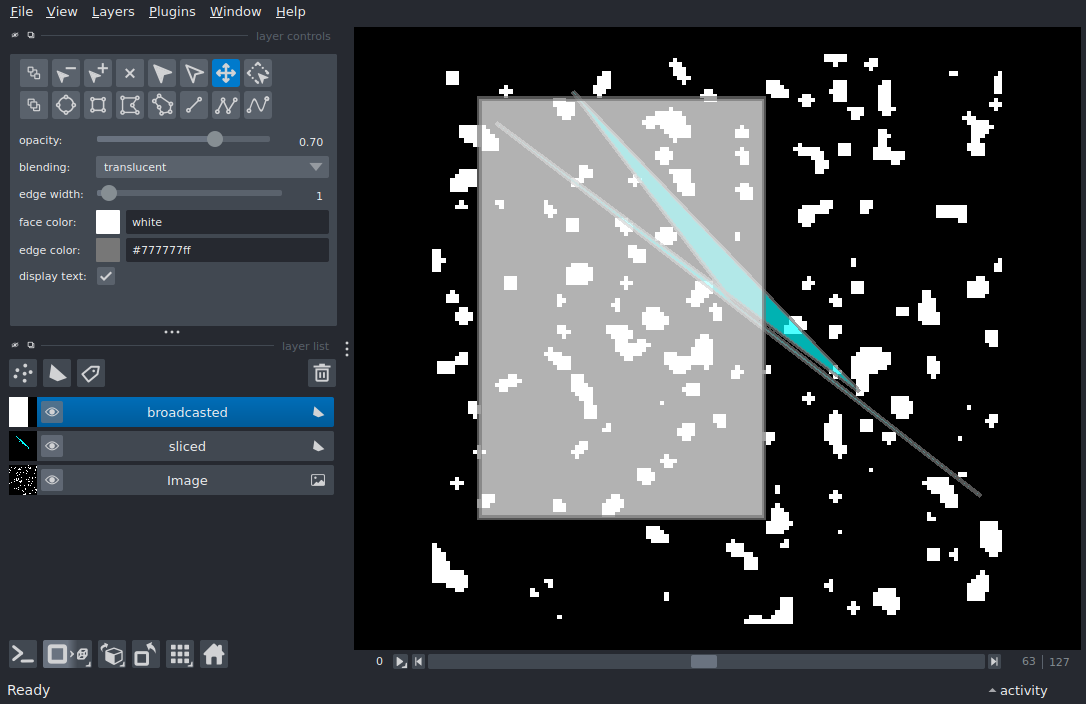 File View Layers Plugins Window Help
layer controls
opacity: 0.70
blending: translucent
edge width: 1
face color: white
edge color: #777777ff
display text:
layer list
broadcasted
sliced
Image
0 63 127
Ready activity